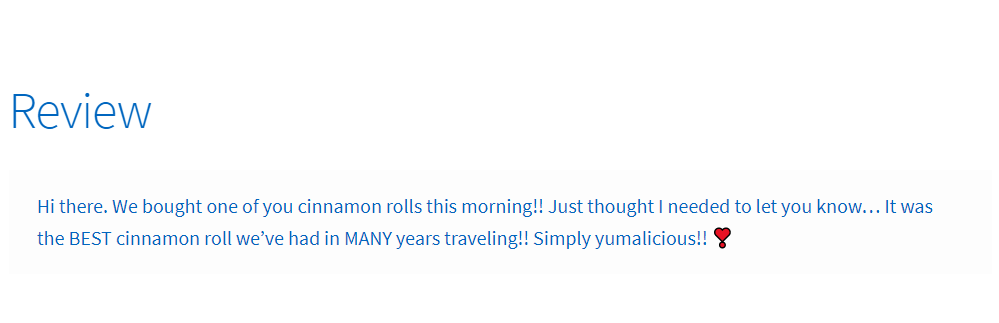 Review
Hi there. We bought one of you cinnamon rolls this morning!! Just thought I needed to let you know… It was
the BEST cinnamon roll we’ve had in MANY years traveling!! Simply yumalicious!! ❣